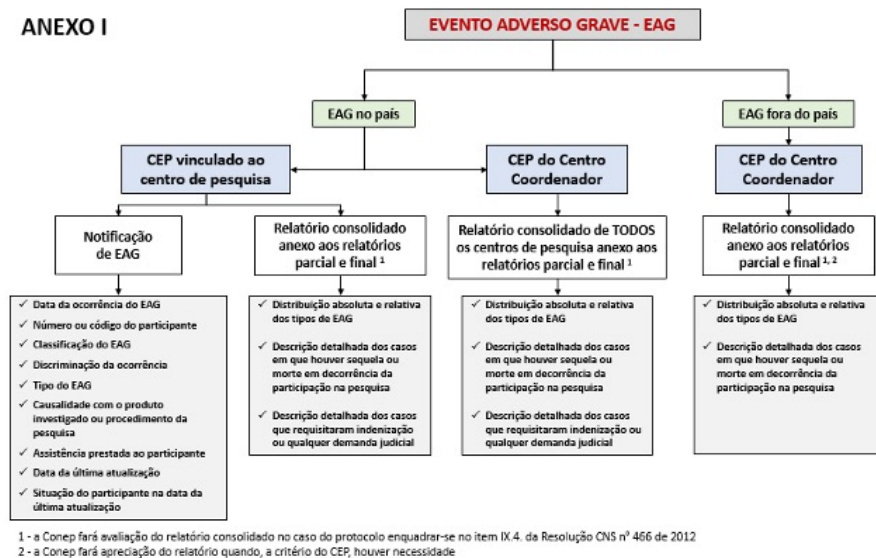 ANEXO I
EVENTO ADVERSO GRAVE - EAG
EAG no país
EAG fora do país
CEP vinculado ao
centro de pesquisa
CEP do Centro
Coordenador
CEP do Centro
Coordenador
Notificação
de EAG
Relatório consolidado
anexo aos relatórios
parcial e final ¹
Relatório consolidado de TODOS
os centros de pesquisa anexo aos
relatórios parcial e final ¹
Relatório consolidado
anexo aos relatórios
parcial e final ¹,²
✓ Data da ocorrência do EAG
✓ Número ou código do participante
✓ Classificação do EAG
✓ Discriminação da ocorrência
✓ Tipo do EAG
✓ Causalidade com o produto
investigado ou procedimento da
pesquisa
✓ Assistência prestada ao participante
✓ Data da última atualização
✓ Situação do participante na data da
última atualização
✓ Distribuição absoluta e relativa
dos tipos de EAG
✓ Descrição detalhada dos casos
em que houver sequela ou
morte em decorrência da
participação na pesquisa
✓ Descrição detalhada dos casos
que requisitaram indenização
ou qualquer demanda judicial
✓ Distribuição absoluta e relativa
dos tipos de EAG
✓ Descrição detalhada dos casos
em que houver sequela ou
morte em decorrência da
participação na pesquisa
✓ Descrição detalhada dos casos
que requisitaram indenização
ou qualquer demanda judicial
✓ Distribuição absoluta e relativa
dos tipos de EAG
✓ Descrição detalhada dos casos
em que houver sequela ou
morte em decorrência da
participação na pesquisa
1 - a Conep fará avaliação do relatório consolidado no caso do protocolo enquadrar-se no item IX.4. da Resolução CNS nº 466 de 2012
2 - a Conep fará apreciação do relatório quando, a critério do CEP, houver necessidade